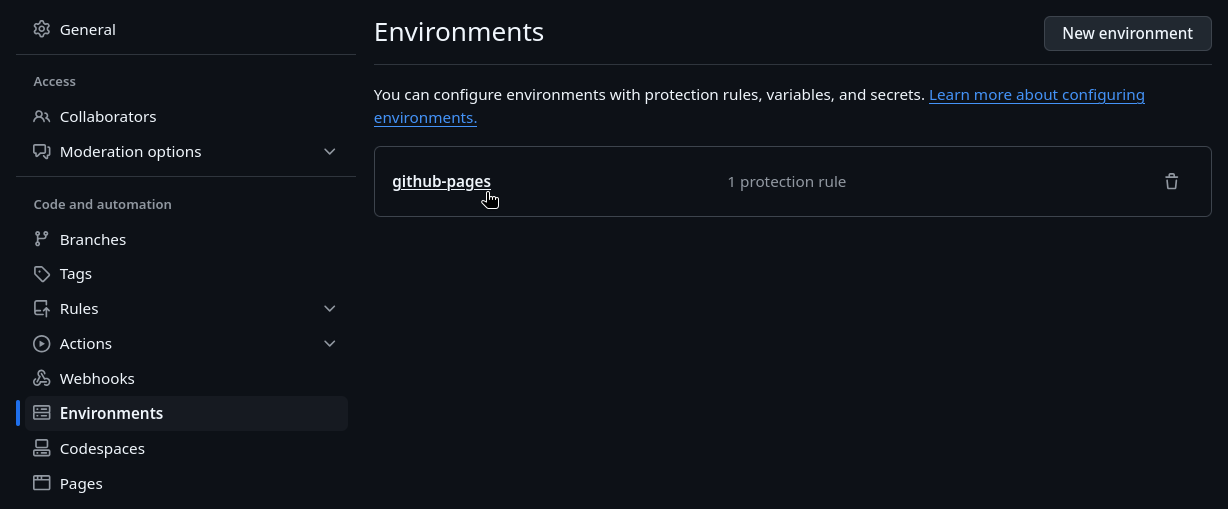 General
Access
Collaborators
Moderation options
Code and automation
Branches
Tags
Rules
Actions
Webhooks
Environments
Codespaces
Pages
Environments
New environment
You can configure environments with protection rules, variables, and secrets. Learn more about configuring
environments.
github-pages
1 protection rule